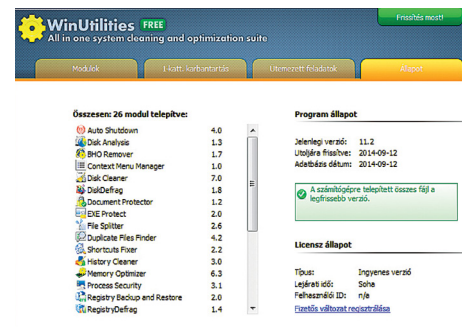 WinUtilities FREE
All in one system cleaning and optimization suite
Frissítés most!
Modulok
1-katt. karbantartás
Ütemezett feladatok
Állapot
Összesen: 26 modul telepítve:
Auto Shutdown 4.0
Disk Analysis 1.3
BHO Remover 1.7
Context Menu Manager 1.0
Disk Cleaner 7.0
DiskDefrag 1.8
Document Protector 1.2
EXE Protect 2.0
File Splitter 2.6
Duplicate Files Finder 4.2
Shortcuts Fixer 2.2
History Cleaner 3.0
Memory Optimizer 6.3
Process Security 3.1
Registry Backup and Restore 2.0
RegistryDefrag 1.4
Program állapot
Jelenlegi verzió: 11.2
Utoljára frissítve: 2014-09-12
Adatbázis dátum: 2014-09-12
A számítógépre telepített összes fájl a
legfrissebb verzió.
Licensz állapot
Típus: Ingyenes verzió
Lejárati idő: Soha
Felhasználói ID: n/a
Fizetős változat regisztrálása